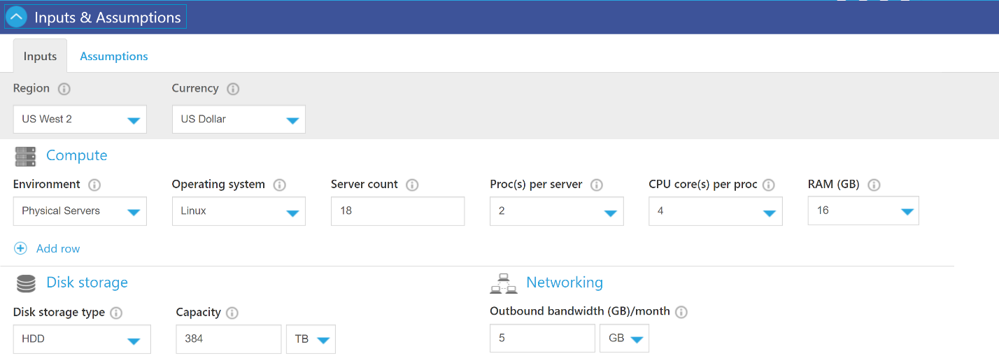 Inputs & Assumptions
Inputs Assumptions
Region Currency
US West 2 US Dollar
Compute
Environment Operating system Server count Proc(s) per server CPU core(s) per proc RAM (GB)
Physical Servers Linux 18 2 4 16
Add row
Disk storage Networking
Disk storage type Capacity Outbound bandwidth (GB)/month
HDD 384 TB 5 GB